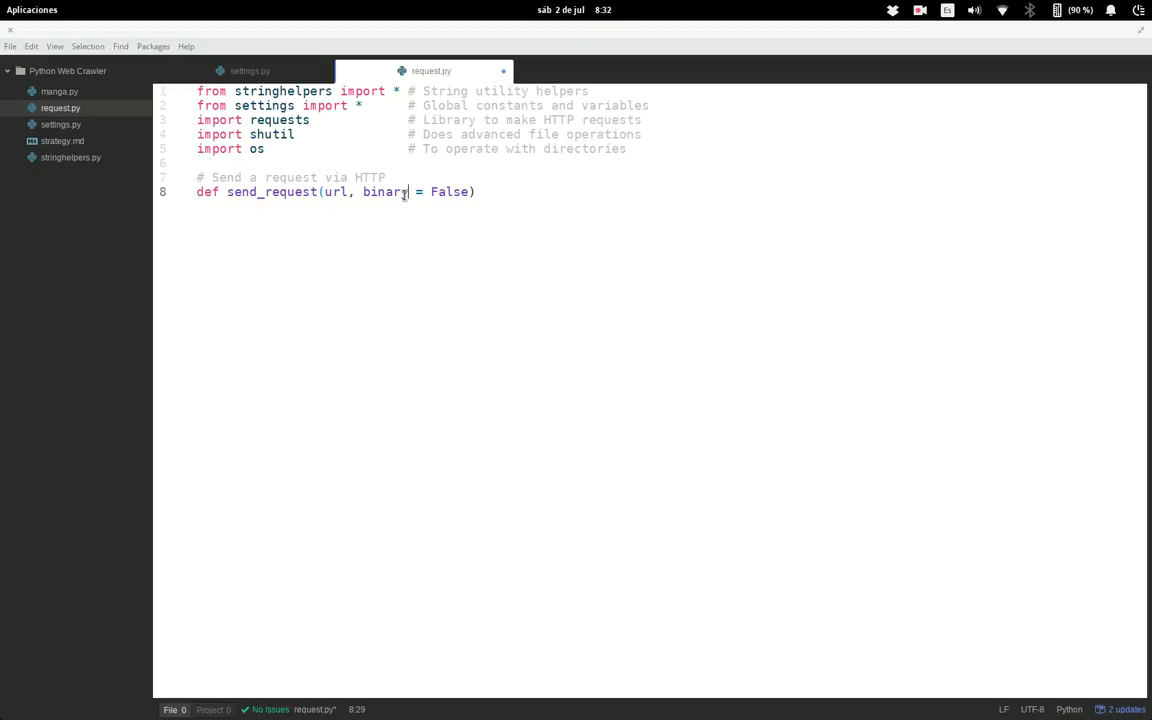 Aplicaciones
sáb 2 de jul 8:32
Es
(90 %)
File Edit View Selection Find Packages Help
Python Web Crawler
manga.py
request.py
settings.py
strategy.md
stringhelpers.py
settings.py
request.py
1 from stringhelpers import * # String utility helpers
2 from settings import * # Global constants and variables
3 import requests # Library to make HTTP requests
4 import shutil # Does advanced file operations
5 import os # To operate with directories
6
7 # Send a request via HTTP
8 def send_request(url, binary = False)
File 0 Project 0 No Issues request.py* 8:29
LF UTF-8 Python 2 updates